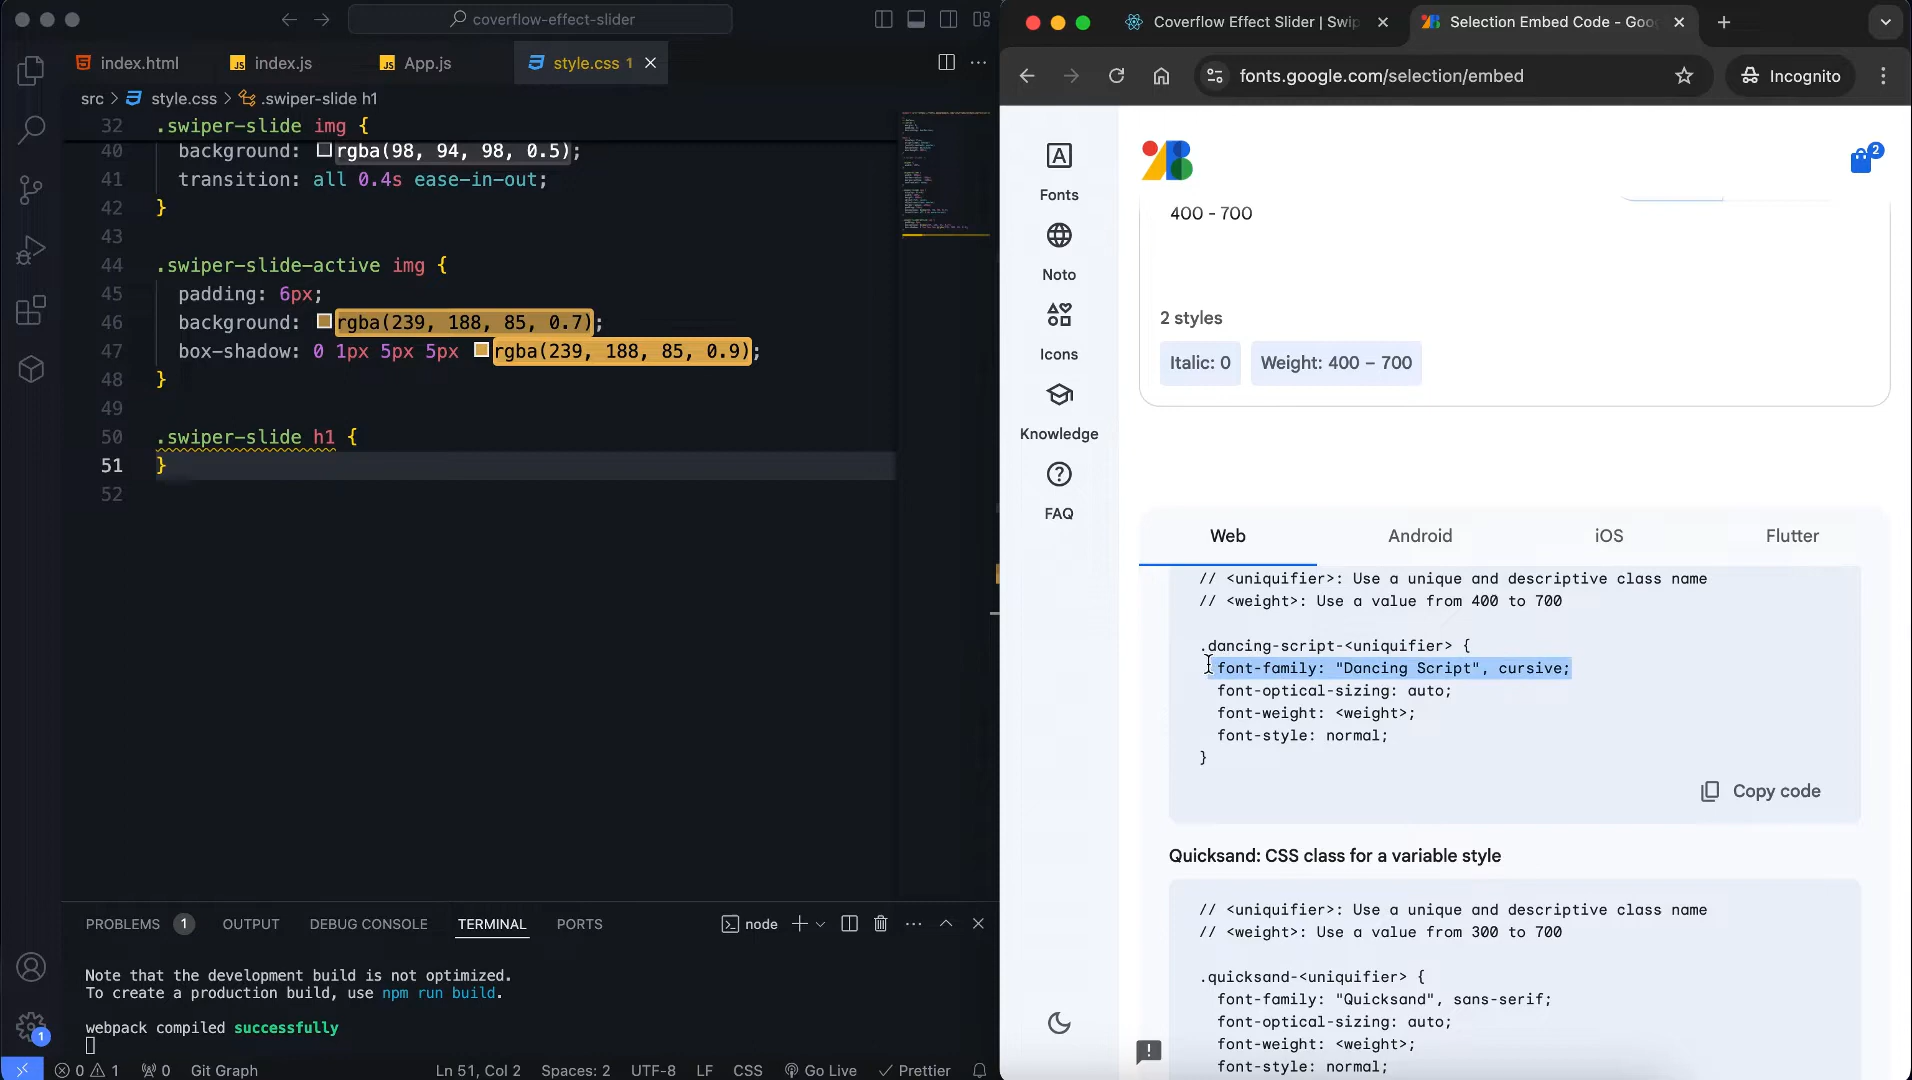 coverflow-effect-slider
index.html
index.js
App.js
style.css 1
src > style.css > .swiper-slide h1
32 .swiper-slide img {
40 background: rgba(98, 94, 98, 0.5);
41 transition: all 0.4s ease-in-out;
42 }
43
44 .swiper-slide-active img {
45 padding: 6px;
46 background: rgba(239, 188, 85, 0.7);
47 box-shadow: 0 1px 5px 5px rgba(239, 188, 85, 0.9);
48 }
49
50 .swiper-slide h1 {
51 }
52
PROBLEMS 1 OUTPUT DEBUG CONSOLE TERMINAL PORTS
node
Note that the development build is not optimized.
To create a production build, use npm run build.
webpack compiled successfully
1
0 1 0 Git Graph Ln 51, Col 2 Spaces: 2 UTF-8 LF CSS Go Live Prettier
Coverflow Effect Slider | Swip
Selection Embed Code - Goo
fonts.google.com/selection/embed
Incognito
2
Fonts
Noto
Icons
Knowledge
FAQ
400 - 700
2 styles
Italic: 0
Weight: 400 – 700
Web Android iOS Flutter
// <uniquifier>: Use a unique and descriptive class name
// <weight>: Use a value from 400 to 700
.dancing-script-<uniquifier> {
font-family: "Dancing Script", cursive;
font-optical-sizing: auto;
font-weight: <weight>;
font-style: normal;
}
Copy code
Quicksand: CSS class for a variable style
// <uniquifier>: Use a unique and descriptive class name
// <weight>: Use a value from 300 to 700
.quicksand-<uniquifier> {
font-family: "Quicksand", sans-serif;
font-optical-sizing: auto;
font-weight: <weight>;
font-style: normal;